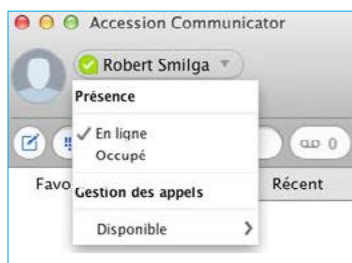 Accession Communicator
Robert Smilga
Présence
En ligne
Occupé
0
Favo
Gestion des appels
Récent
Disponible